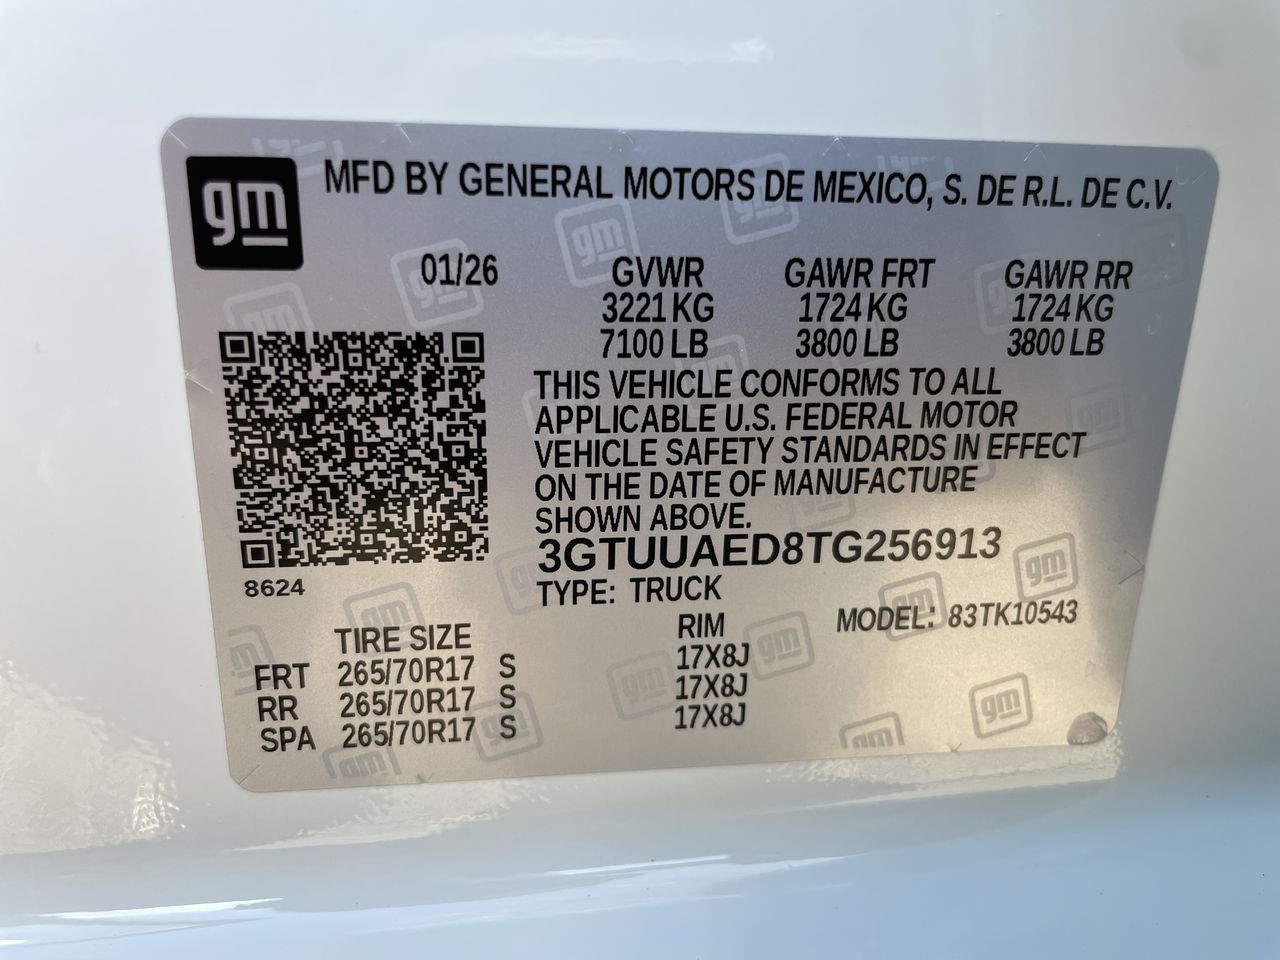 gm
MFD BY GENERAL MOTORS DE MEXICO, S. DE R.L. DE C.V.
01/26 GVWR GAWR FRT GAWR RR
3221 KG 1724 KG 1724 KG
7100 LB 3800 LB 3800 LB
THIS VEHICLE CONFORMS TO ALL
APPLICABLE U.S. FEDERAL MOTOR
VEHICLE SAFETY STANDARDS IN EFFECT
ON THE DATE OF MANUFACTURE
SHOWN ABOVE.
3GTUUAED8TG256913
8624
TYPE: TRUCK
MODEL: 83TK10543
TIRE SIZE RIM
FRT 265/70R17 S 17X8J
RR 265/70R17 S 17X8J
SPA 265/70R17 S 17X8J